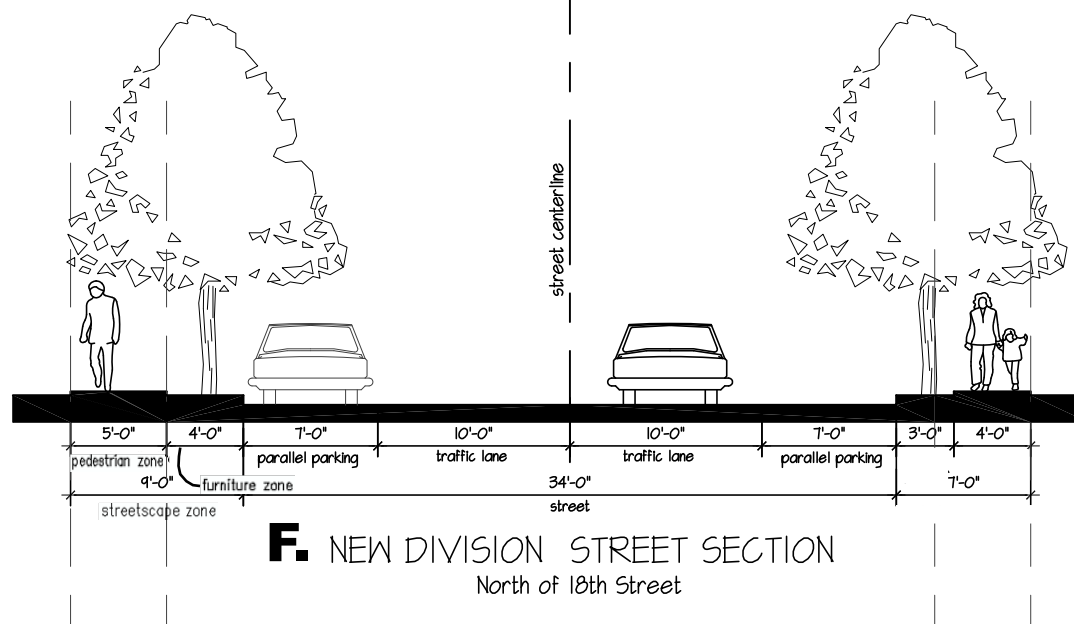 street centerline
5'-0" 4'-0" 7'-0" 10'-0" 10'-0" 7'-0" 3'-0" 4'-0"
pedestrian zone parallel parking traffic lane traffic lane parallel parking
9'-0" furniture zone 34'-0" 7'-0"
streetscape zone street
F. NEW DIVISION STREET SECTION
North of 18th Street